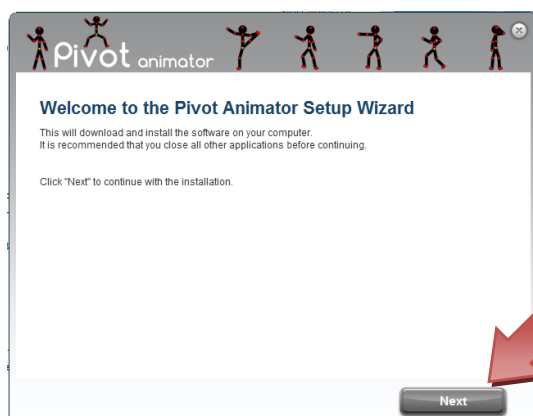 Pivot animator
Welcome to the Pivot Animator Setup Wizard
This will download and install the software on your computer.
It is recommended that you close all other applications before continuing.
Click "Next" to continue with the installation.
Next